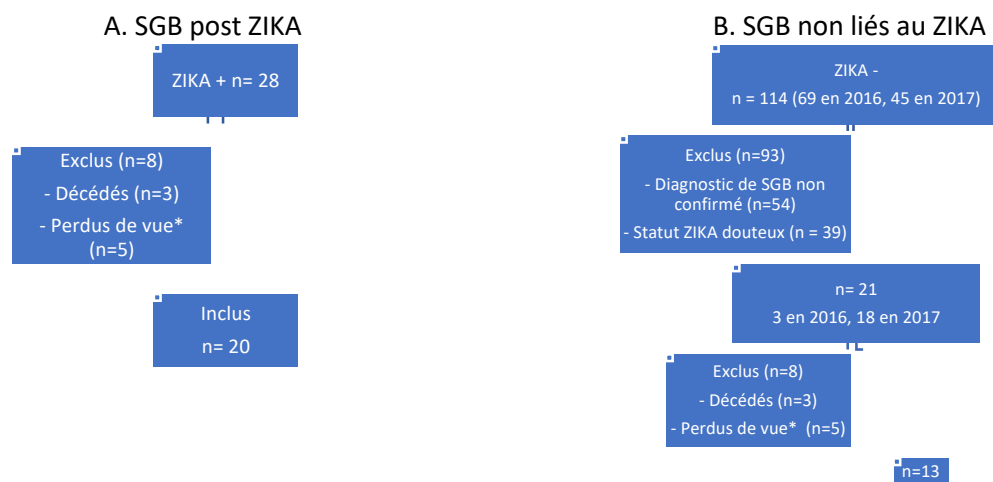 A. SGB post ZIKA
ZIKA + n= 28
Exclus (n=8)
- Décédés (n=3)
- Perdus de vue*
(n=5)
Inclus
n= 20
B. SGB non liés au ZIKA
ZIKA -
n = 114 (69 en 2016, 45 en 2017)
Exclus (n=93)
- Diagnostic de SGB non
confirmé (n=54)
- Statut ZIKA douteux (n = 39)
n= 21
3 en 2016, 18 en 2017
Exclus (n=8)
- Décédés (n=3)
- Perdus de vue* (n=5)
n=13